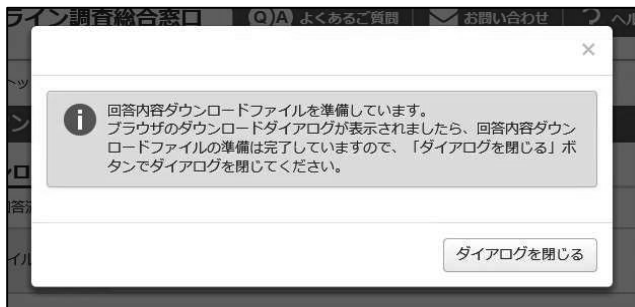 ライン調査総合窓口 Q A よくあるご質問 お問い合わせ ? ヘル
×
回答内容ダウンロードファイルを準備しています。
ブラウザのダウンロードダイアログが表示されましたら、回答内容ダウン
ロードファイルの準備は完了していますので、「ダイアログを閉じる」ボ
タンでダイアログを閉じてください。
ダイアログを閉じる